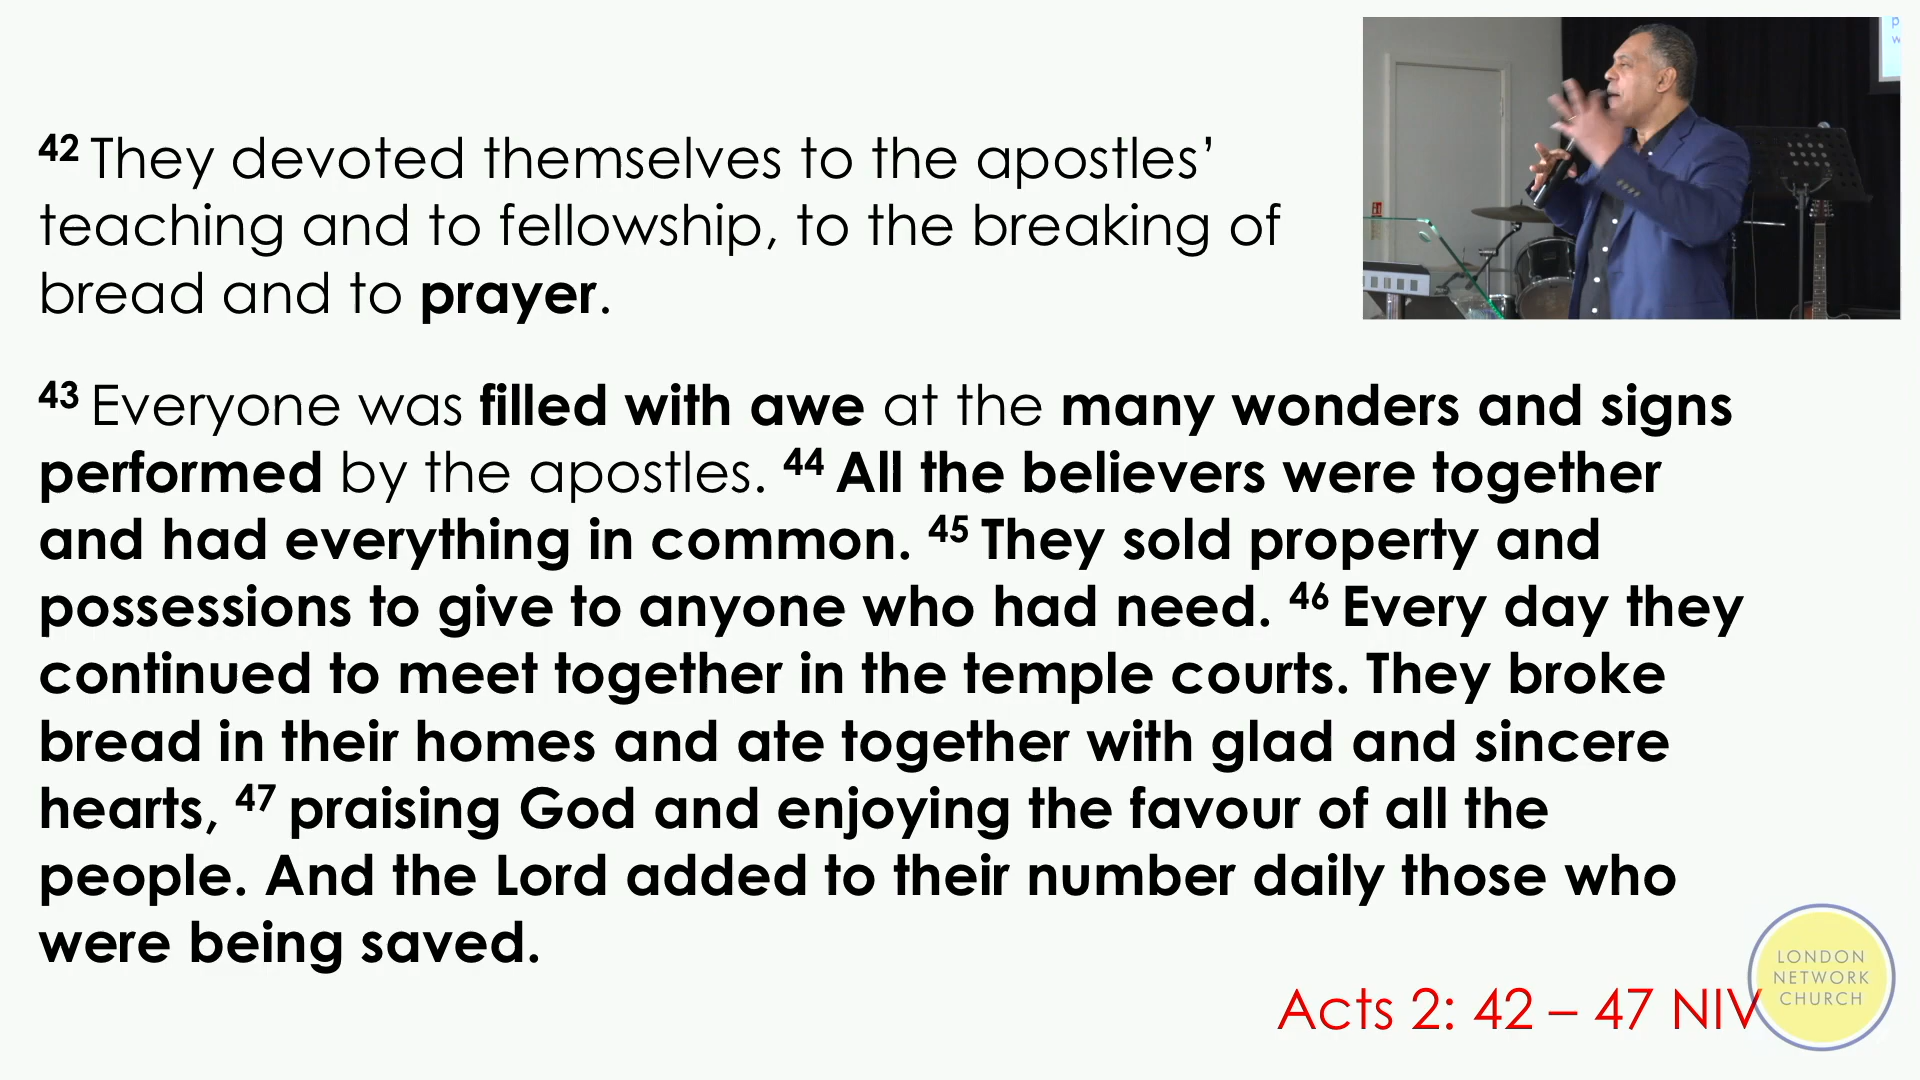 42 They devoted themselves to the apostles’
teaching and to fellowship, to the breaking of
bread and to prayer.
43 Everyone was filled with awe at the many wonders and signs
performed by the apostles. 44 All the believers were together
and had everything in common. 45 They sold property and
possessions to give to anyone who had need. 46 Every day they
continued to meet together in the temple courts. They broke
bread in their homes and ate together with glad and sincere
hearts, 47 praising God and enjoying the favour of all the
people. And the Lord added to their number daily those who
were being saved.
Acts 2: 42 – 47 NIV
LONDON
NETWORK
CHURCH